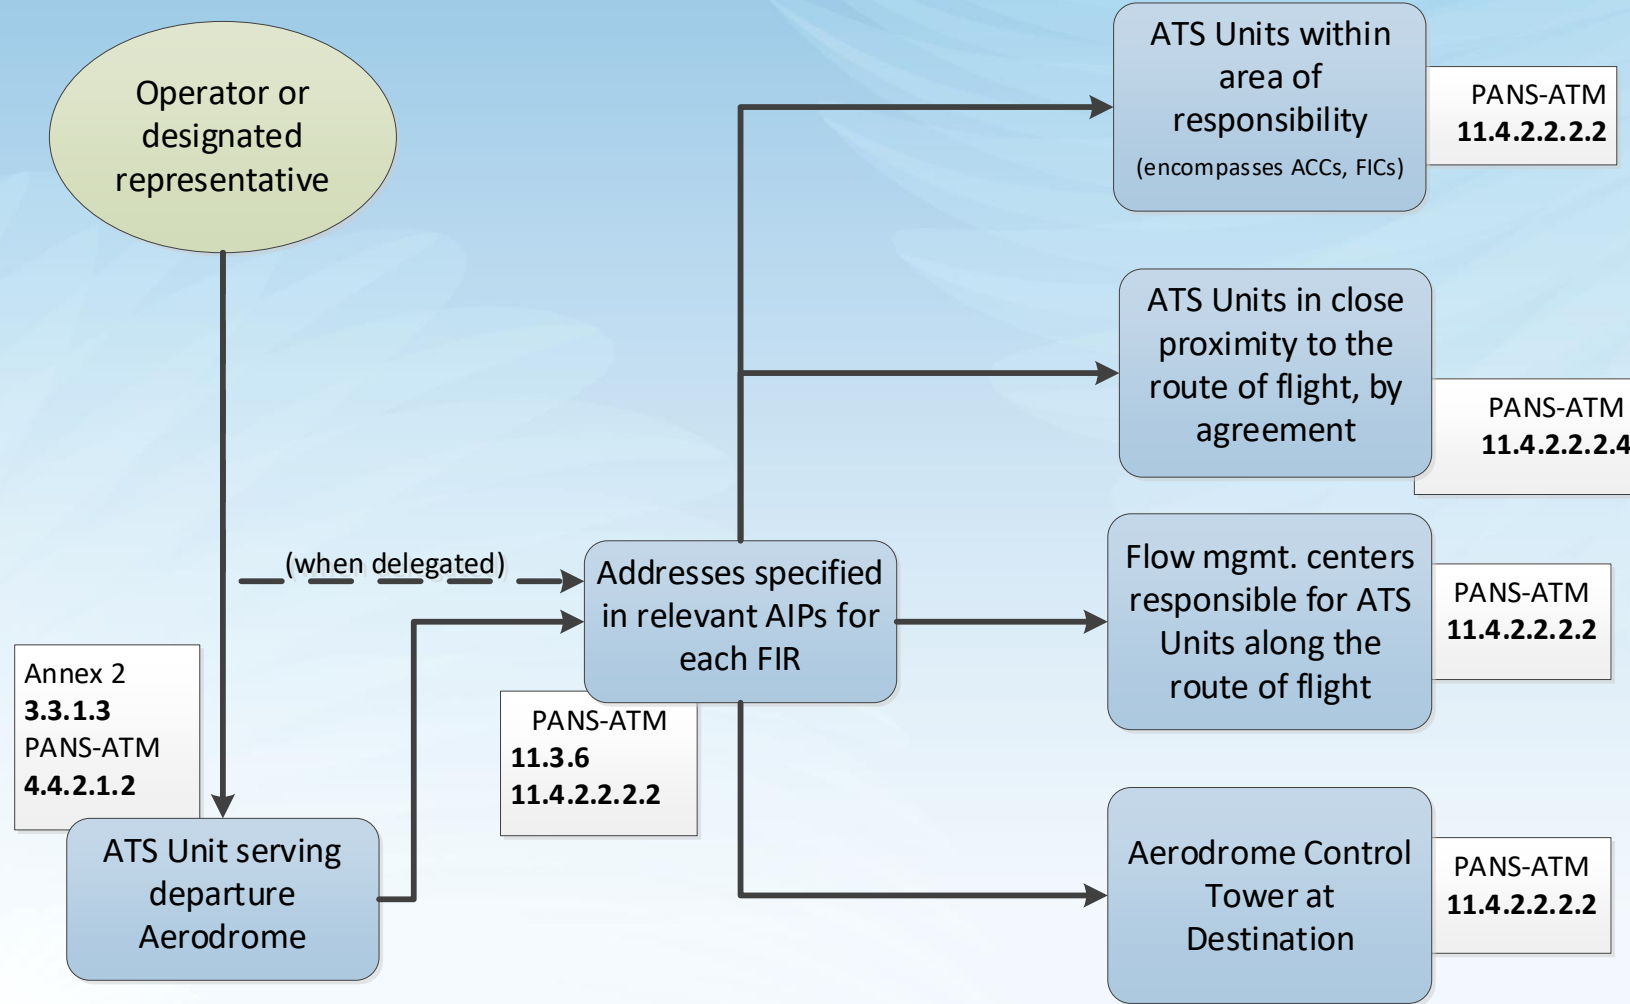 Operator or
designated
representative
ATS Units within
area of
responsibility
(encompasses ACCs, FICs)
PANS-ATM
11.4.2.2.2.2
ATS Units in close
proximity to the
route of flight, by
agreement
PANS-ATM
11.4.2.2.2.4
(when delegated)
Addresses specified
in relevant AIPs for
each FIR
PANS-ATM
11.3.6
11.4.2.2.2.2
Flow mgmt. centers
responsible for ATS
Units along the
route of flight
PANS-ATM
11.4.2.2.2.2
Annex 2
3.3.1.3
PANS-ATM
4.4.2.1.2
ATS Unit serving
departure
Aerodrome
Aerodrome Control
Tower at
Destination
PANS-ATM
11.4.2.2.2.2